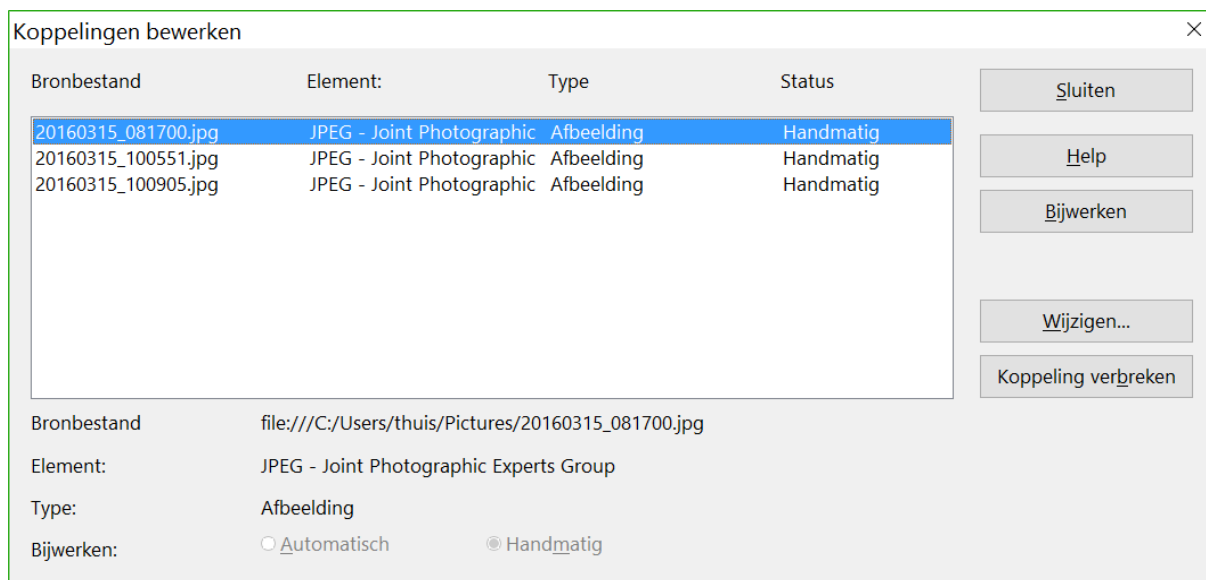 Koppelingen bewerken
Bronbestand Element: Type Status
Sluiten
20160315_081700.jpg JPEG - Joint Photographic Afbeelding Handmatig
20160315_100551.jpg JPEG - Joint Photographic Afbeelding Handmatig
20160315_100905.jpg JPEG - Joint Photographic Afbeelding Handmatig
Help
Bijwerken
Wijzigen...
Koppeling verbreken
Bronbestand file:///C:/Users/thuis/Pictures/20160315_081700.jpg
Element: JPEG - Joint Photographic Experts Group
Type: Afbeelding
Bijwerken: Automatisch Handmatig